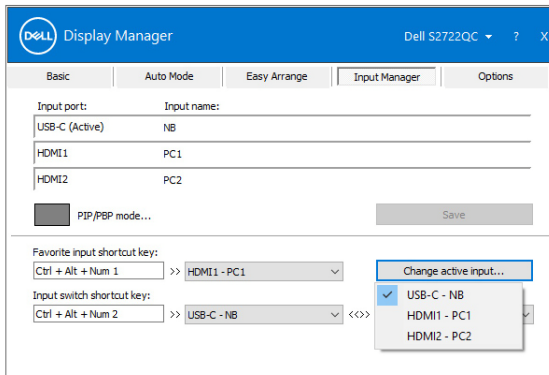 DELL Display Manager Dell S2722QC ? X
Basic Auto Mode Easy Arrange Input Manager Options
Input port: Input name:
USB-C (Active) NB
HDMI1 PC1
HDMI2 PC2
PIP/PBP mode... Save
Favorite input shortcut key:
Ctrl + Alt + Num 1 >> HDMI1 - PC1 Change active input...
Input switch shortcut key:
Ctrl + Alt + Num 2 >> USB-C - NB <<>>
USB-C - NB
HDMI1 - PC1
HDMI2 - PC2